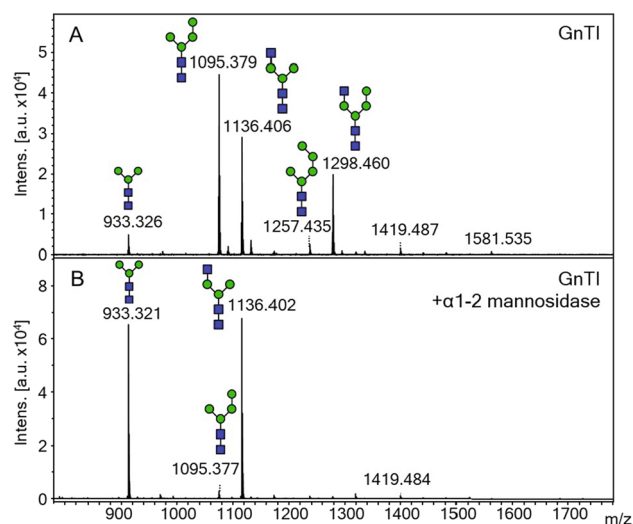 A
GnTI
Intens. [a.u. x10⁴]
5
4
3
2
1
0
1095.379
1136.406
1298.460
933.326
1257.435
1419.487
1581.535
B
GnTI
+α1-2 mannosidase
Intens. [a.u. x10⁴]
8
6
4
2
0
933.321
1136.402
1095.377
1419.484
900 1000 1100 1200 1300 1400 1500 1600 1700 m/z